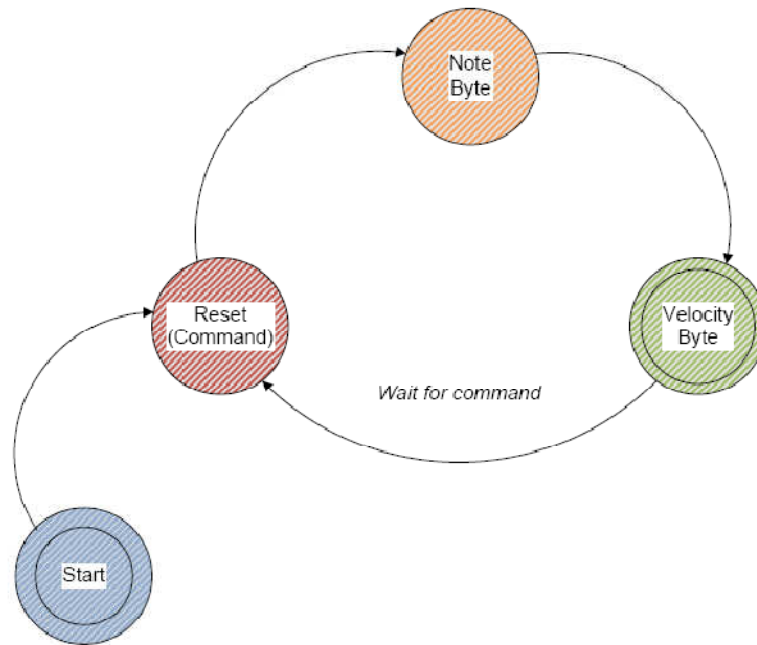 Note
Byte
Reset
(Command)
Velocity
Byte
Wait for command
Start